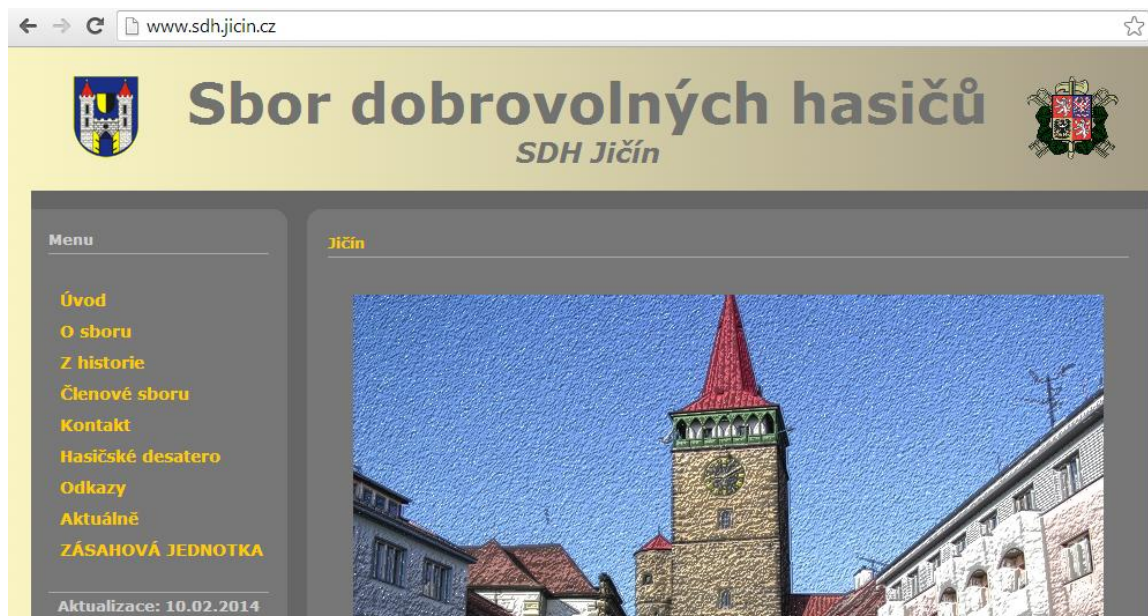 www.sdh.jicin.cz
Sbor dobrovolných hasičů
SDH Jičín
Menu
Úvod
O sboru
Z historie
Členové sboru
Kontakt
Hasičské desatero
Odkazy
Aktuálně
ZÁSAHOVÁ JEDNOTKA
Aktualizace: 10.02.2014
Jičín